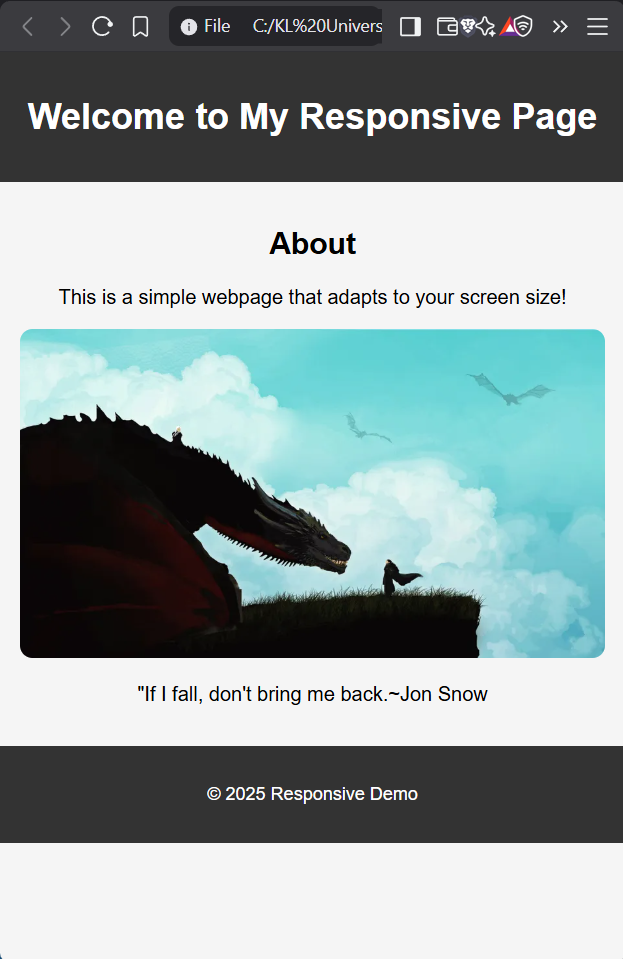 File C:/KL%20Univers
Welcome to My Responsive Page
About
This is a simple webpage that adapts to your screen size!
"If I fall, don't bring me back.~Jon Snow
© 2025 Responsive Demo